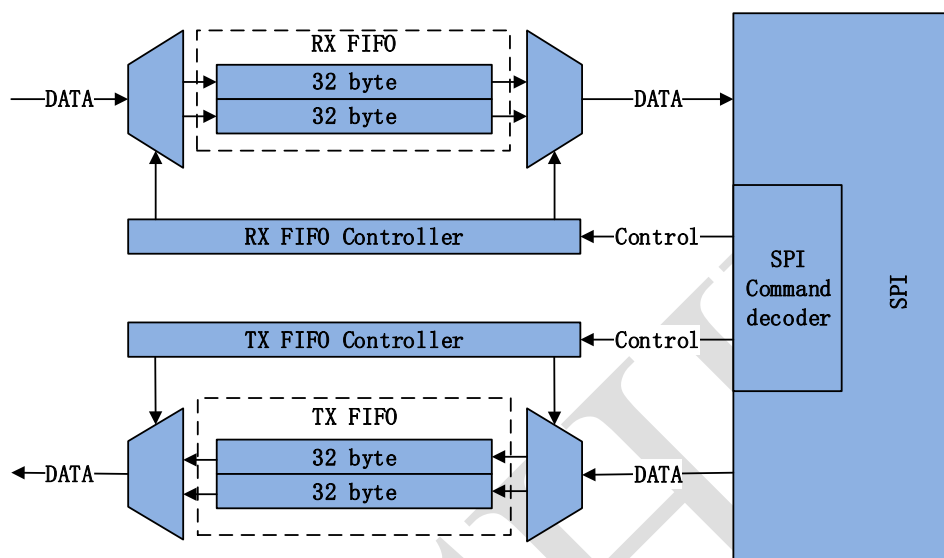 RX FIFO
32 byte
32 byte
DATA
DATA
RX FIFO Controller
Control
SPI
Command
decoder
SPI
TX FIFO Controller
Control
TX FIFO
32 byte
32 byte
DATA
DATA